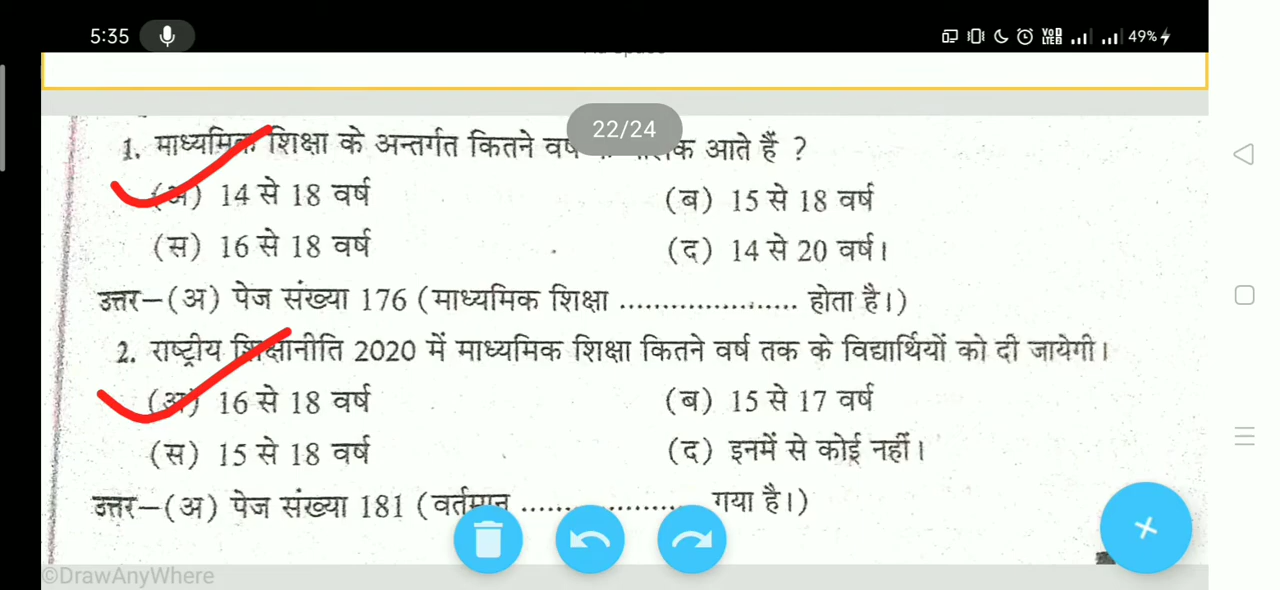 5:35 VoD LTE 49%
22/24
1. माध्यमिक शिक्षा के अन्तर्गत कितने आते हैं ?
(अ) 14 से 18 वर्ष (ब) 15 से 18 वर्ष
(स) 16 से 18 वर्ष (द) 14 से 20 वर्ष।
उत्तर–(अ) पेज संख्या 176 (माध्यमिक शिक्षा .................... होता है।)
2. राष्ट्रीय शिक्षानीति 2020 में माध्यमिक शिक्षा कितने वर्ष तक के विद्यार्थियों को दी जायेगी।
(अ) 16 से 18 वर्ष (ब) 15 से 17 वर्ष
(स) 15 से 18 वर्ष (द) इनमें से कोई नहीं।
उत्तर–(अ) पेज संख्या 181 (वर्तमान .................. गया है।)
©DrawAnyWhere